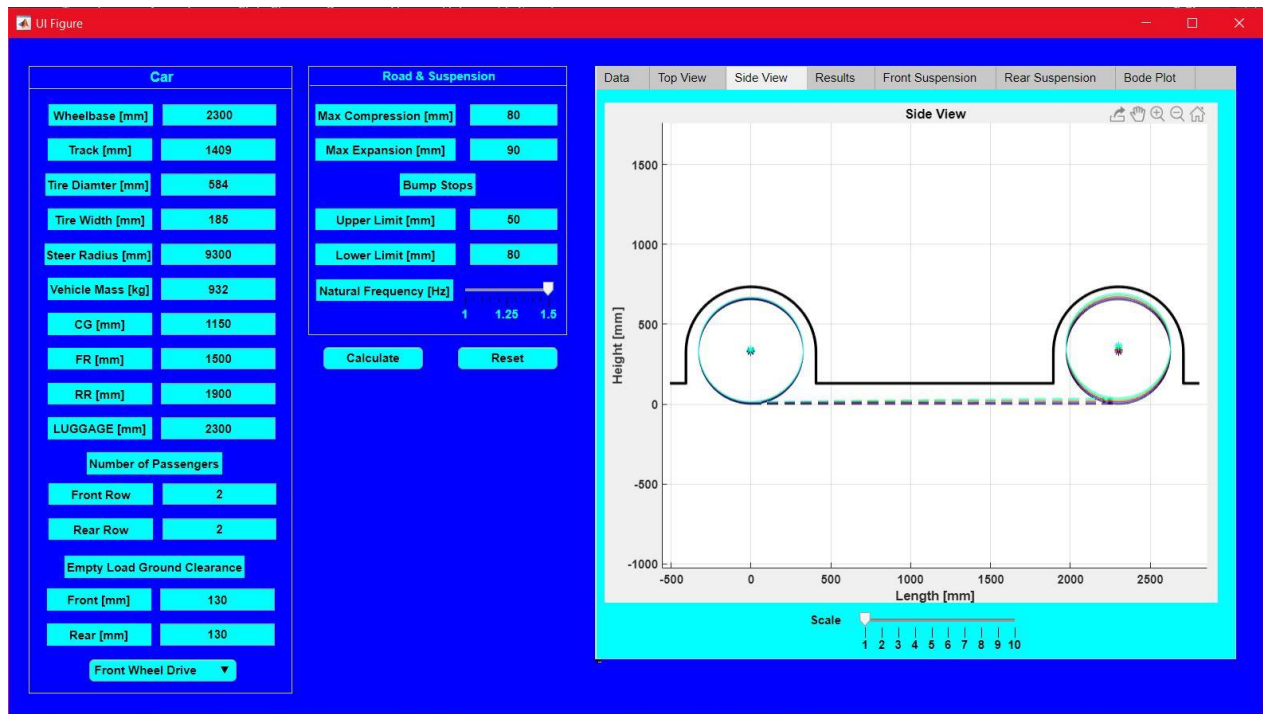 UI Figure
Car
Wheelbase [mm] 2300
Track [mm] 1409
Tire Diamter [mm] 584
Tire Width [mm] 185
Steer Radius [mm] 9300
Vehicle Mass [kg] 932
CG [mm] 1150
FR [mm] 1500
RR [mm] 1900
LUGGAGE [mm] 2300
Number of Passengers
Front Row 2
Rear Row 2
Empty Load Ground Clearance
Front [mm] 130
Rear [mm] 130
Front Wheel Drive
Road & Suspension
Max Compression [mm] 80
Max Expansion [mm] 90
Bump Stops
Upper Limit [mm] 50
Lower Limit [mm] 80
Natural Frequency [Hz]
1 1.25 1.5
Calculate Reset
Data Top View Side View Results Front Suspension Rear Suspension Bode Plot
Side View
1500
1000
500
0
-500
-1000
Height [mm]
-500 0 500 1000 1500 2000 2500
Length [mm]
Scale
1 2 3 4 5 6 7 8 9 10